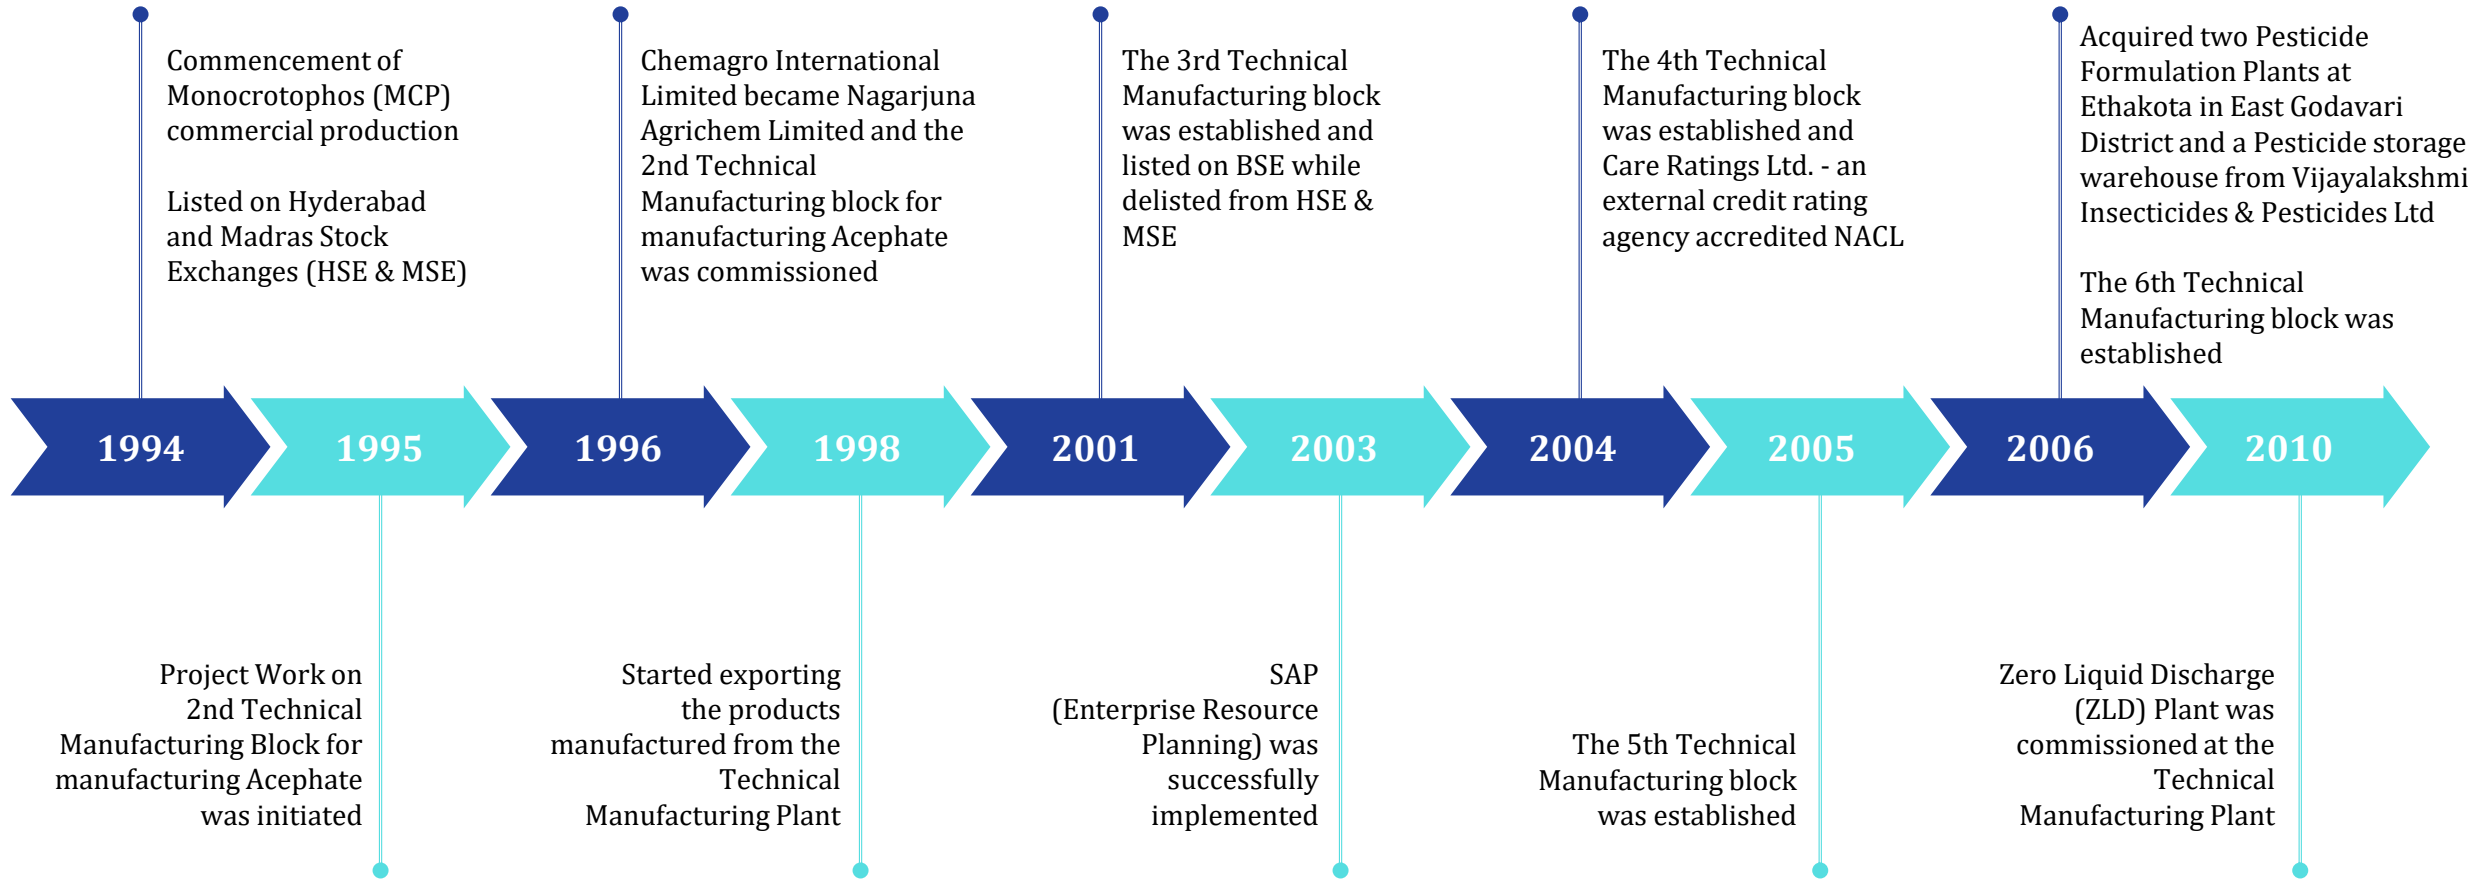 Commencement of
Monocrotophos (MCP)
commercial production
Listed on Hyderabad
and Madras Stock
Exchanges (HSE & MSE)
Chemagro International
Limited became Nagarjuna
Agrichem Limited and the
2nd Technical
Manufacturing block for
manufacturing Acephate
was commissioned
The 3rd Technical
Manufacturing block
was established and
listed on BSE while
delisted from HSE &
MSE
The 4th Technical
Manufacturing block
was established and
Care Ratings Ltd. - an
external credit rating
agency accredited NACL
Acquired two Pesticide
Formulation Plants at
Ethakota in East Godavari
District and a Pesticide storage
warehouse from Vijayalakshmi
Insecticides & Pesticides Ltd
The 6th Technical
Manufacturing block was
established
1994
1995
1996
1998
2001
2003
2004
2005
2006
2010
Project Work on
2nd Technical
Manufacturing Block for
manufacturing Acephate
was initiated
Started exporting
the products
manufactured from the
Technical
Manufacturing Plant
SAP
(Enterprise Resource
Planning) was
successfully
implemented
The 5th Technical
Manufacturing block
was established
Zero Liquid Discharge
(ZLD) Plant was
commissioned at the
Technical
Manufacturing Plant